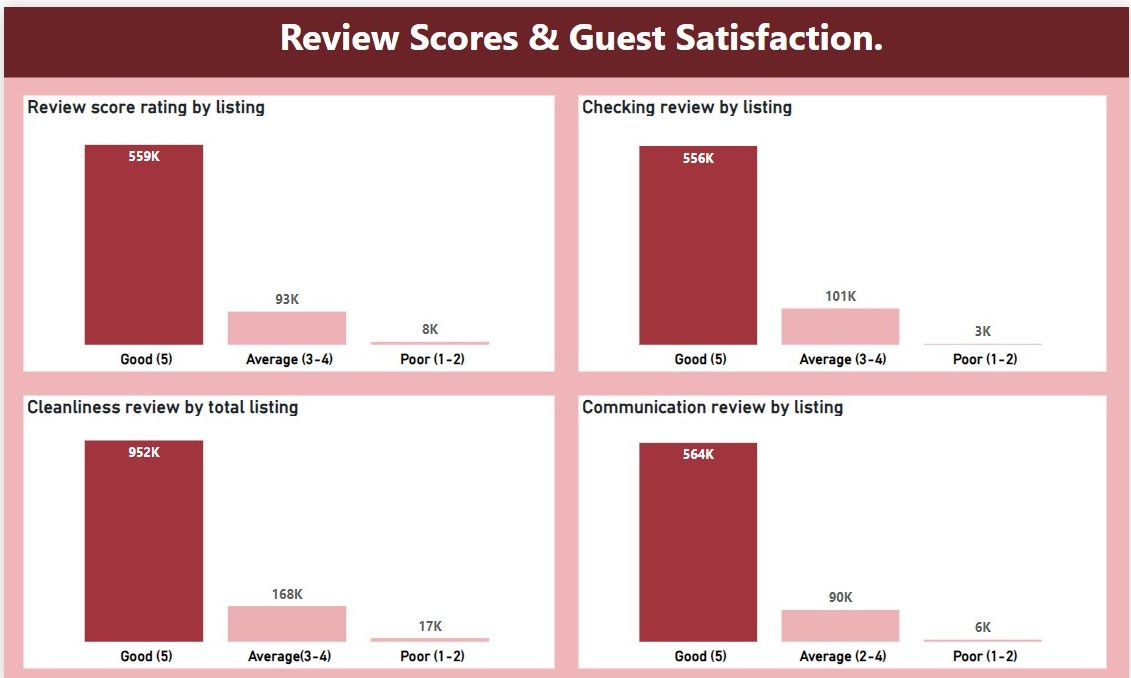 Review Scores & Guest Satisfaction.
Review score rating by listing
559K
93K
8K
Good (5) Average (3-4) Poor (1-2)
Checking review by listing
556K
101K
3K
Good (5) Average (3-4) Poor (1-2)
Cleanliness review by total listing
952K
168K
17K
Good (5) Average(3-4) Poor (1-2)
Communication review by listing
564K
90K
6K
Good (5) Average (2-4) Poor (1-2)